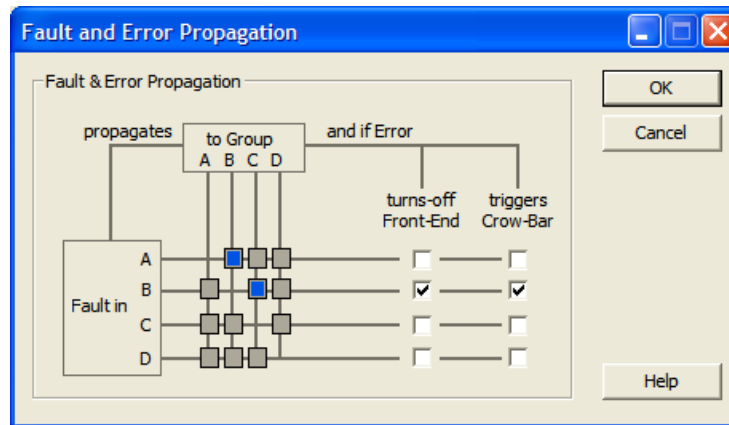 Fault and Error Propagation
Fault & Error Propagation
OK
propagates
to Group
and if Error
Cancel
A B C D
turns-off
Front-End
triggers
Crow-Bar
A
B
Fault in
C
D
Help